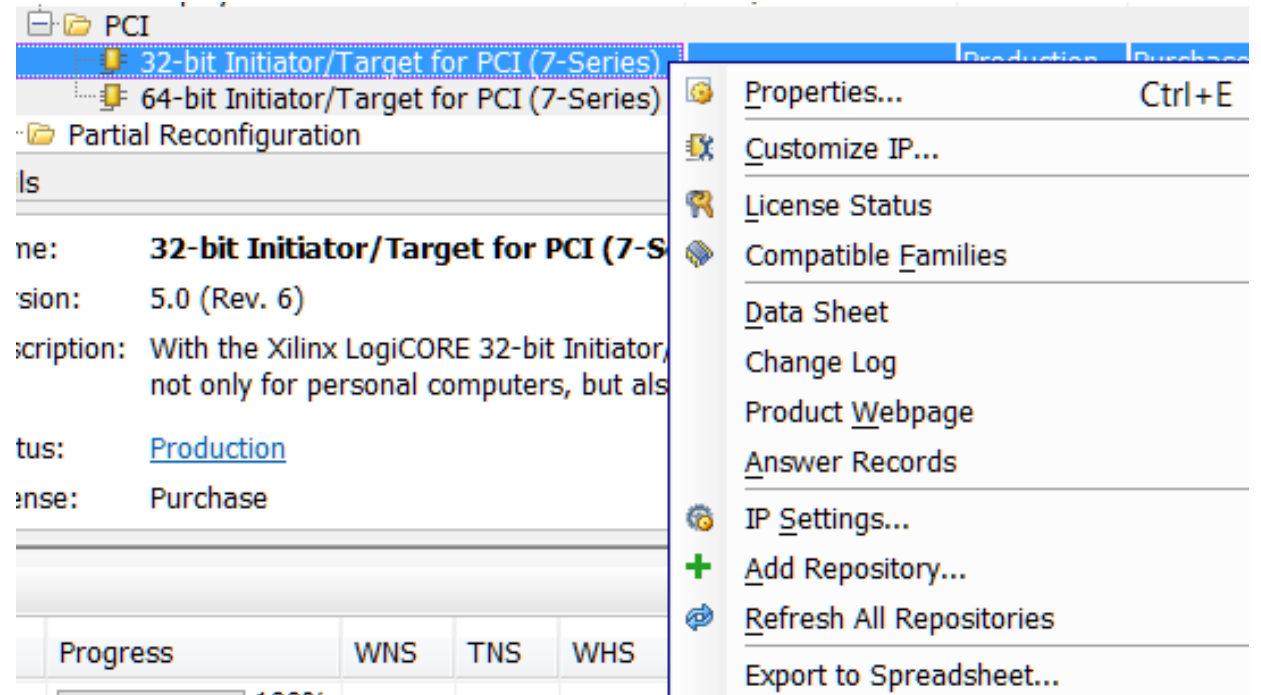 PCI
32-bit Initiator/Target for PCI (7-Series)
Production
Purchase
64-bit Initiator/Target for PCI (7-Series)
Partial Reconfiguration
Properties... Ctrl+E
Customize IP...
License Status
Compatible Families
Data Sheet
Change Log
Product Webpage
Answer Records
IP Settings...
Add Repository...
Refresh All Repositories
Export to Spreadsheet...
ls
me: 32-bit Initiator/Target for PCI (7-S
rsion: 5.0 (Rev. 6)
scription: With the Xilinx LogiCORE 32-bit Initiator/
not only for personal computers, but als
tus: Production
ense: Purchase
Progress WNS TNS WHS
100%